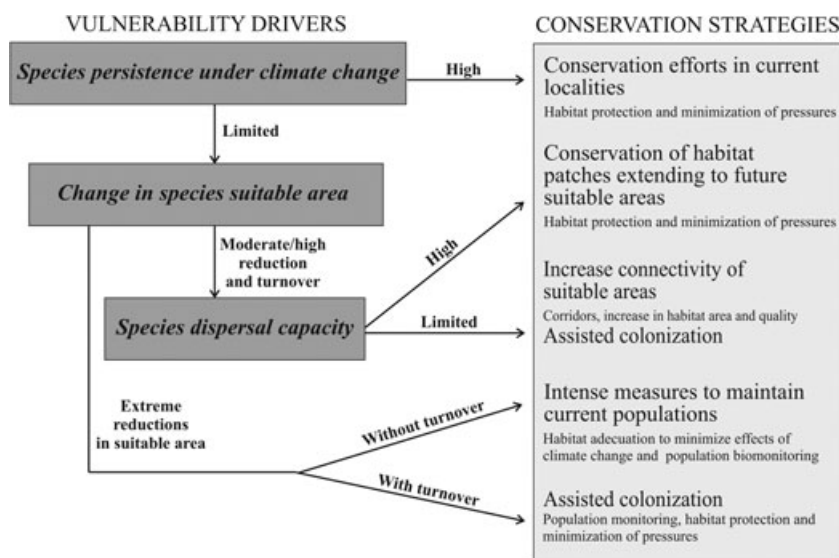 VULNERABILITY DRIVERS
CONSERVATION STRATEGIES
Species persistence under climate change
High
Conservation efforts in current
localities
Habitat protection and minimization of pressures
Limited
Conservation of habitat
patches extending to future
suitable areas
Habitat protection and minimization of pressures
Change in species suitable area
Moderate/high
reduction
and turnover
High
Increase connectivity of
suitable areas
Corridors, increase in habitat area and quality
Species dispersal capacity
Limited
Assisted colonization
Extreme
reductions
in suitable area
Without turnover
Intense measures to maintain
current populations
Habitat adecuation to minimize effects of
climate change and population biomonitoring
With turnover
Assisted colonization
Population monitoring, habitat protection and
minimization of pressures